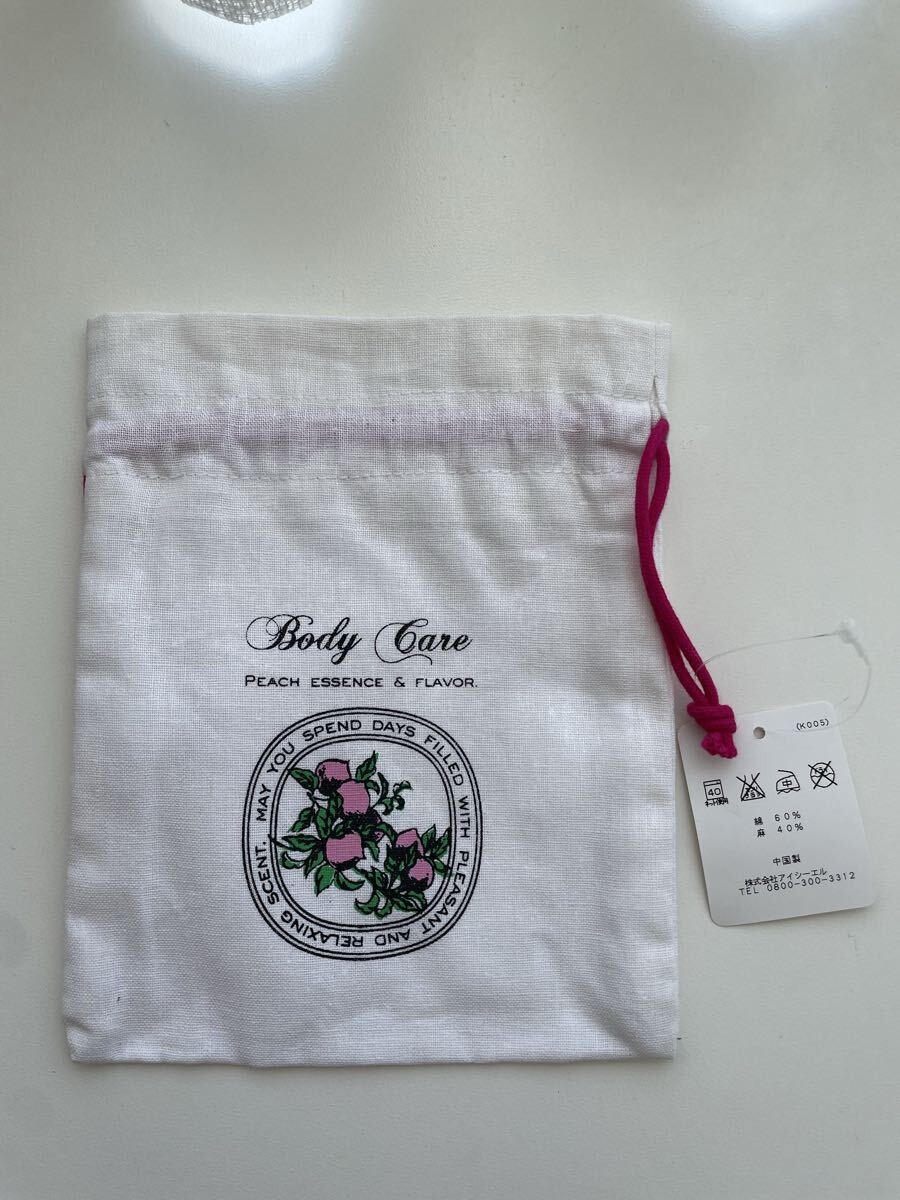 Body Care
PEACH ESSENCE & FLAVOR.
MAY YOU SPEND DAYS FILLED WITH PLEASANT AND RELAXING SCENT.
(K005)
40
中
綿 60%
麻 40%
中国製
株式会社アイシーエル
TEL 0800-300-3312